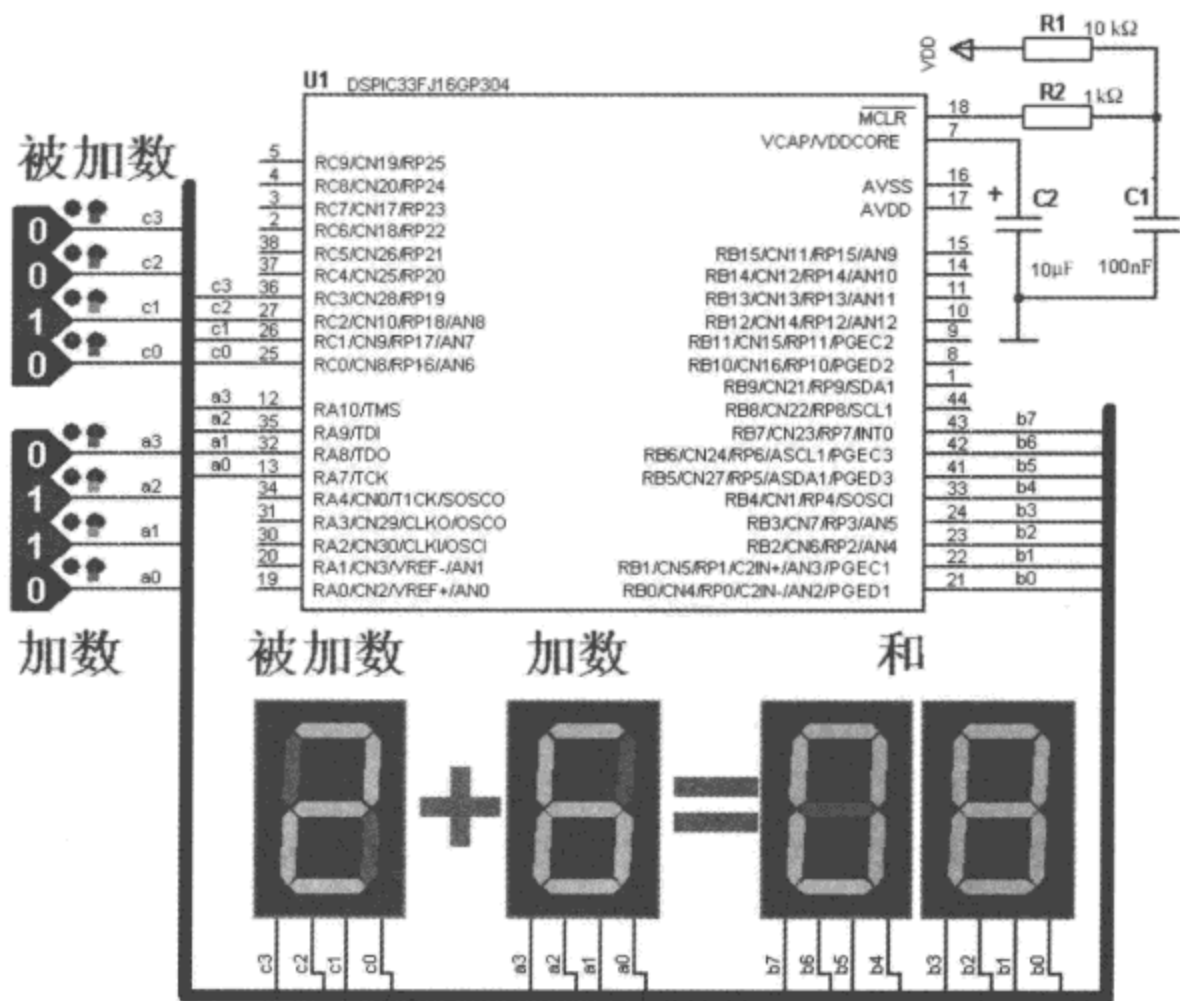 R1 10 kΩ
VDD
U1 DSPIC33FJ16GP304
R2 1kΩ
MCLR 18
VCAP/VDDCORE 7
被加数
5 RC9/CN19/RP25
4 RC8/CN20/RP24
3 RC7/CN17/RP23
2 RC6/CN18/RP22
38 RC5/CN26/RP21
37 RC4/CN25/RP20
c3 36 RC3/CN28/RP19
c2 27 RC2/CN10/RP18/AN8
c1 26 RC1/CN9/RP17/AN7
c0 25 RC0/CN8/RP16/AN6
a3 12 RA10/TMS
a2 35 RA9/TDI
a1 32 RA8/TDO
a0 13 RA7/TCK
34 RA4/CN0/T1CK/SOSCO
31 RA3/CN29/CLKO/OSCO
30 RA2/CN30/CLKI/OSCI
20 RA1/CN3/VREF-/AN1
19 RA0/CN2/VREF+/AN0
0 c3
0 c2
1 c1
0 c0
0 a3
1 a2
1 a1
0 a0
加数
AVSS 16
AVDD 17
+ C2 C1
10μF 100nF
RB15/CN11/RP15/AN9 15
RB14/CN12/RP14/AN10 14
RB13/CN13/RP13/AN11 11
RB12/CN14/RP12/AN12 10
RB11/CN15/RP11/PGEC2 9
RB10/CN16/RP10/PGED2 8
RB9/CN21/RP9/SDA1 1
RB8/CN22/RP8/SCL1 44
RB7/CN23/RP7/INT0 43 b7
RB6/CN24/RP6/ASCL1/PGEC3 42 b6
RB5/CN27/RP5/ASDA1/PGED3 41 b5
RB4/CN1/RP4/SOSCI 33 b4
RB3/CN7/RP3/AN5 24 b3
RB2/CN6/RP2/AN4 23 b2
RB1/CN5/RP1/C2IN+/AN3/PGEC1 22 b1
RB0/CN4/RP0/C2IN-/AN2/PGED1 21 b0
被加数 加数 和
2 + 6 = 0 8
c3 c2 c1 c0 a3 a2 a1 a0 b7 b6 b5 b4 b3 b2 b1 b0